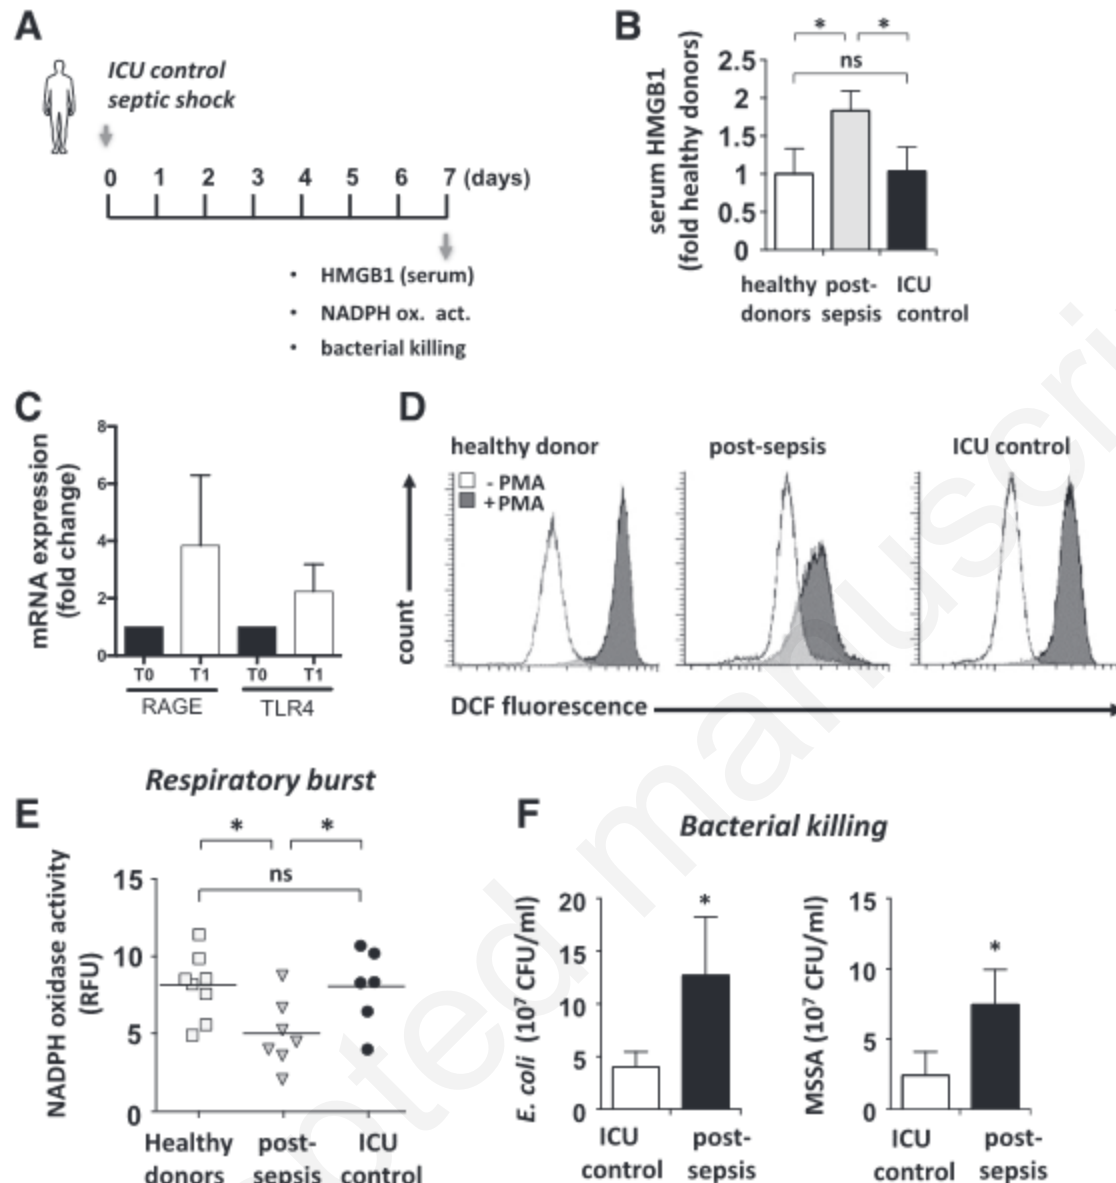 A
ICU control
septic shock
0 1 2 3 4 5 6 7 (days)
• HMGB1 (serum)
• NADPH ox. act.
• bacterial killing
B
* *
ns
serum HMGB1
(fold healthy donors)
2.5
2
1.5
1
0.5
0
healthy post- ICU
donors sepsis control
C
mRNA expression
(fold change)
8
6
4
2
0
T0 T1 T0 T1
RAGE TLR4
D
healthy donor post-sepsis ICU control
- PMA
+ PMA
count
DCF fluorescence
Respiratory burst
E
* *
ns
NADPH oxidase activity
(RFU)
15
10
5
0
Healthy post- ICU
donors sepsis control
F
Bacterial killing
E. coli (10⁷ CFU/ml)
20
15
10
5
0
*
ICU post-
control sepsis
MSSA (10⁷ CFU/ml)
15
10
5
0
*
ICU post-
control sepsis
pted manuscri